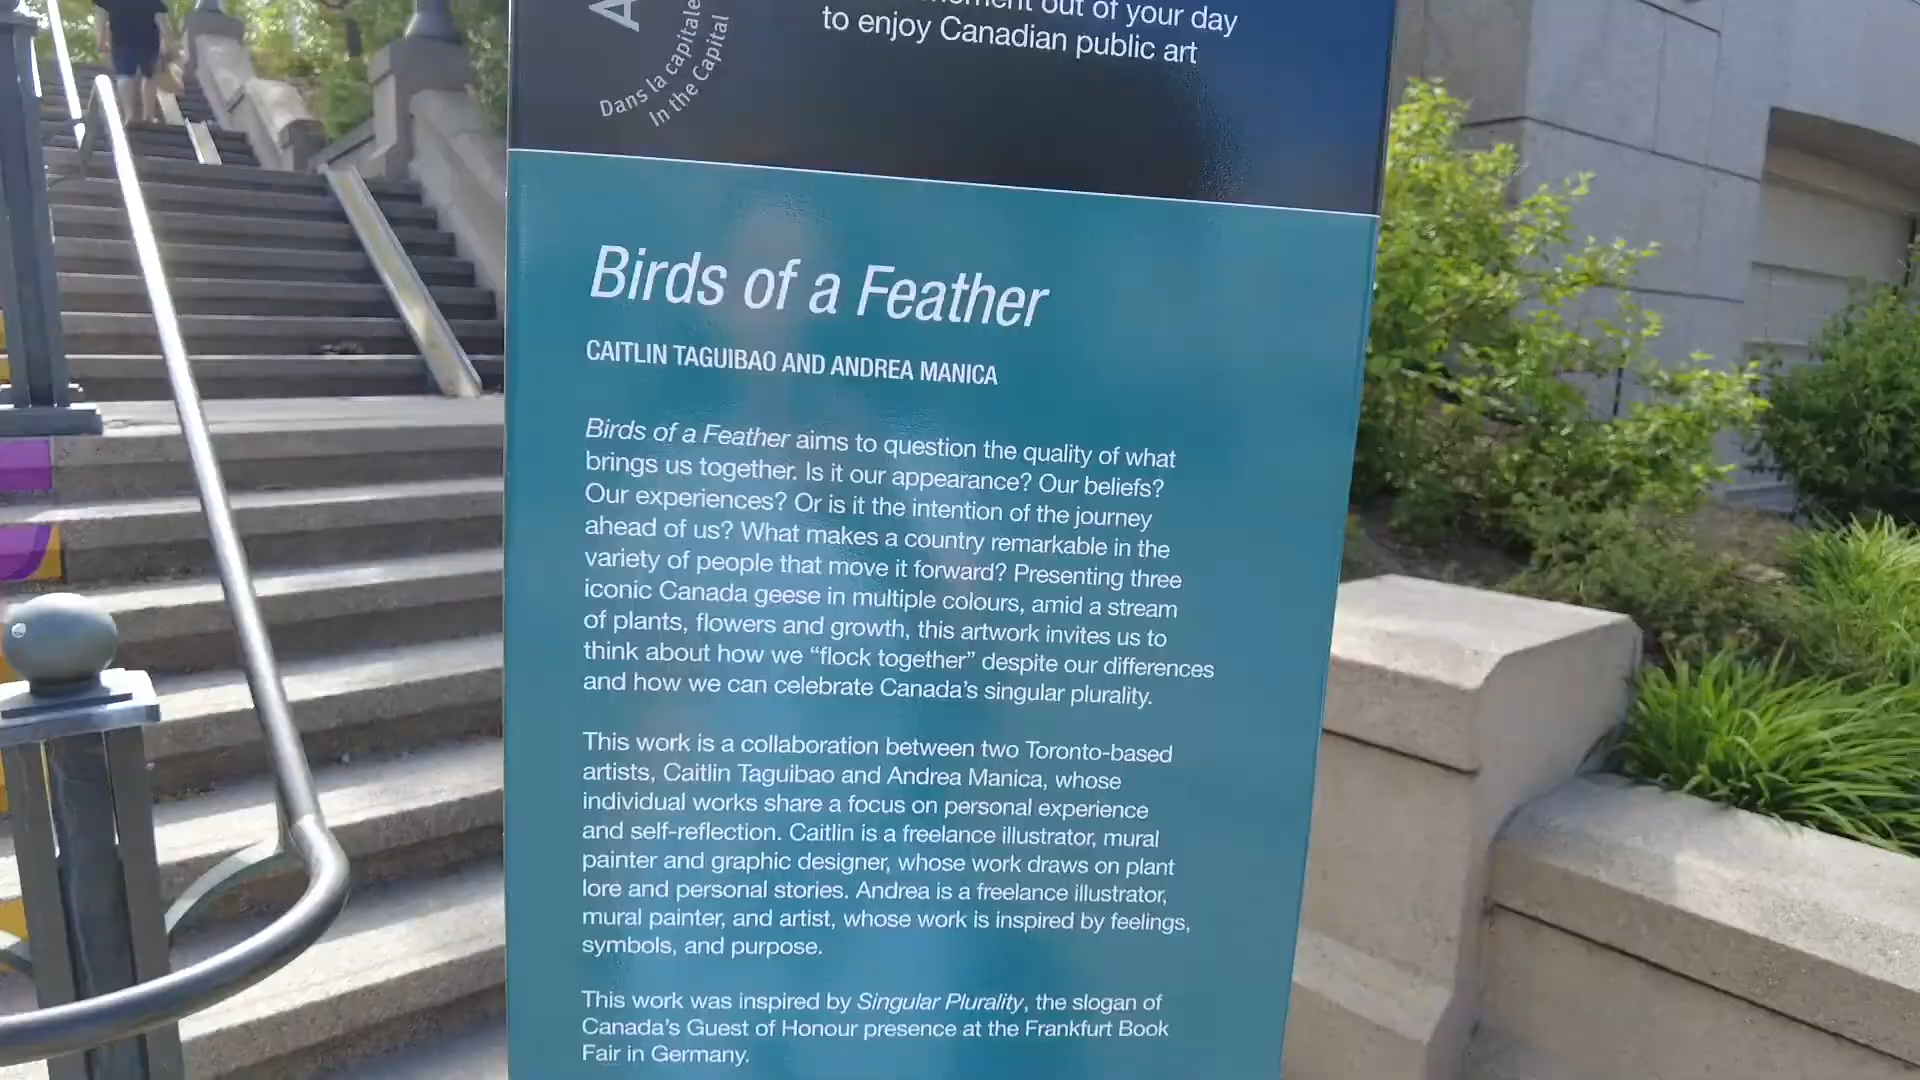 A
Dans la capitale
In the Capital
out of your day
to enjoy Canadian public art
Birds of a Feather
CAITLIN TAGUIBAO AND ANDREA MANICA
Birds of a Feather aims to question the quality of what
brings us together. Is it our appearance? Our beliefs?
Our experiences? Or is it the intention of the journey
ahead of us? What makes a country remarkable in the
variety of people that move it forward? Presenting three
iconic Canada geese in multiple colours, amid a stream
of plants, flowers and growth, this artwork invites us to
think about how we “flock together” despite our differences
and how we can celebrate Canada’s singular plurality.
This work is a collaboration between two Toronto-based
artists, Caitlin Taguibao and Andrea Manica, whose
individual works share a focus on personal experience
and self-reflection. Caitlin is a freelance illustrator, mural
painter and graphic designer, whose work draws on plant
lore and personal stories. Andrea is a freelance illustrator,
mural painter, and artist, whose work is inspired by feelings,
symbols, and purpose.
This work was inspired by Singular Plurality, the slogan of
Canada’s Guest of Honour presence at the Frankfurt Book
Fair in Germany.